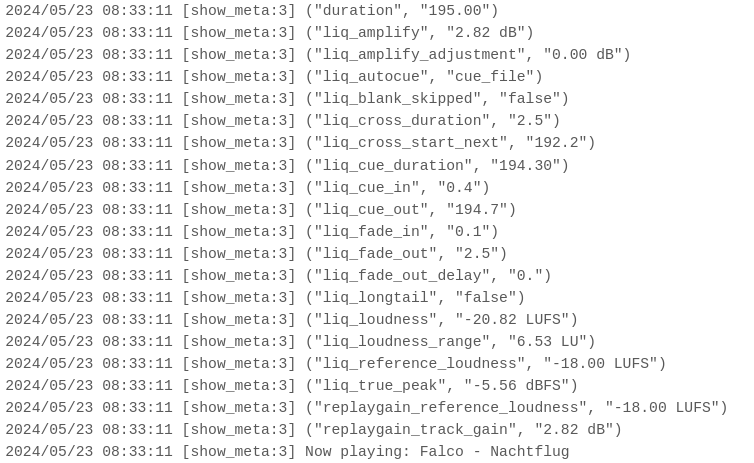 2024/05/23 08:33:11 [show_meta:3] ("duration", "195.00")
2024/05/23 08:33:11 [show_meta:3] ("liq_amplify", "2.82 dB")
2024/05/23 08:33:11 [show_meta:3] ("liq_amplify_adjustment", "0.00 dB")
2024/05/23 08:33:11 [show_meta:3] ("liq_autocue", "cue_file")
2024/05/23 08:33:11 [show_meta:3] ("liq_blank_skipped", "false")
2024/05/23 08:33:11 [show_meta:3] ("liq_cross_duration", "2.5")
2024/05/23 08:33:11 [show_meta:3] ("liq_cross_start_next", "192.2")
2024/05/23 08:33:11 [show_meta:3] ("liq_cue_duration", "194.30")
2024/05/23 08:33:11 [show_meta:3] ("liq_cue_in", "0.4")
2024/05/23 08:33:11 [show_meta:3] ("liq_cue_out", "194.7")
2024/05/23 08:33:11 [show_meta:3] ("liq_fade_in", "0.1")
2024/05/23 08:33:11 [show_meta:3] ("liq_fade_out", "2.5")
2024/05/23 08:33:11 [show_meta:3] ("liq_fade_out_delay", "0.")
2024/05/23 08:33:11 [show_meta:3] ("liq_longtail", "false")
2024/05/23 08:33:11 [show_meta:3] ("liq_loudness", "-20.82 LUFS")
2024/05/23 08:33:11 [show_meta:3] ("liq_loudness_range", "6.53 LU")
2024/05/23 08:33:11 [show_meta:3] ("liq_reference_loudness", "-18.00 LUFS")
2024/05/23 08:33:11 [show_meta:3] ("liq_true_peak", "-5.56 dBFS")
2024/05/23 08:33:11 [show_meta:3] ("replaygain_reference_loudness", "-18.00 LUFS")
2024/05/23 08:33:11 [show_meta:3] ("replaygain_track_gain", "2.82 dB")
2024/05/23 08:33:11 [show_meta:3] Now playing: Falco - Nachtflug